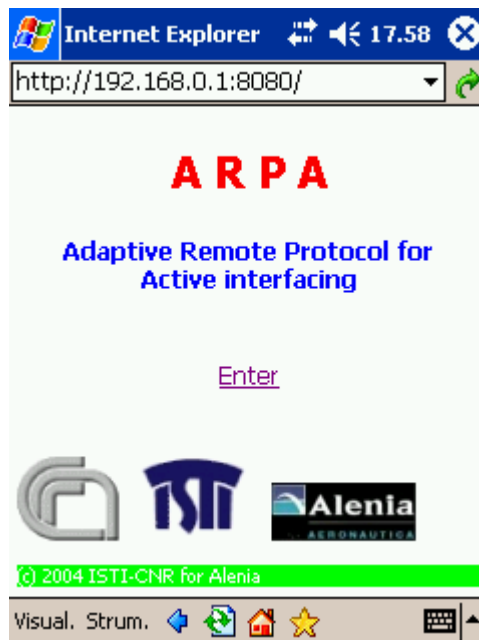 Internet Explorer 17.58
http://192.168.0.1:8080/
A R P A
Adaptive Remote Protocol for
Active interfacing
Enter
ISTI
Alenia
AERONAUTICA
(c) 2004 ISTI-CNR for Alenia
Visual. Strum.